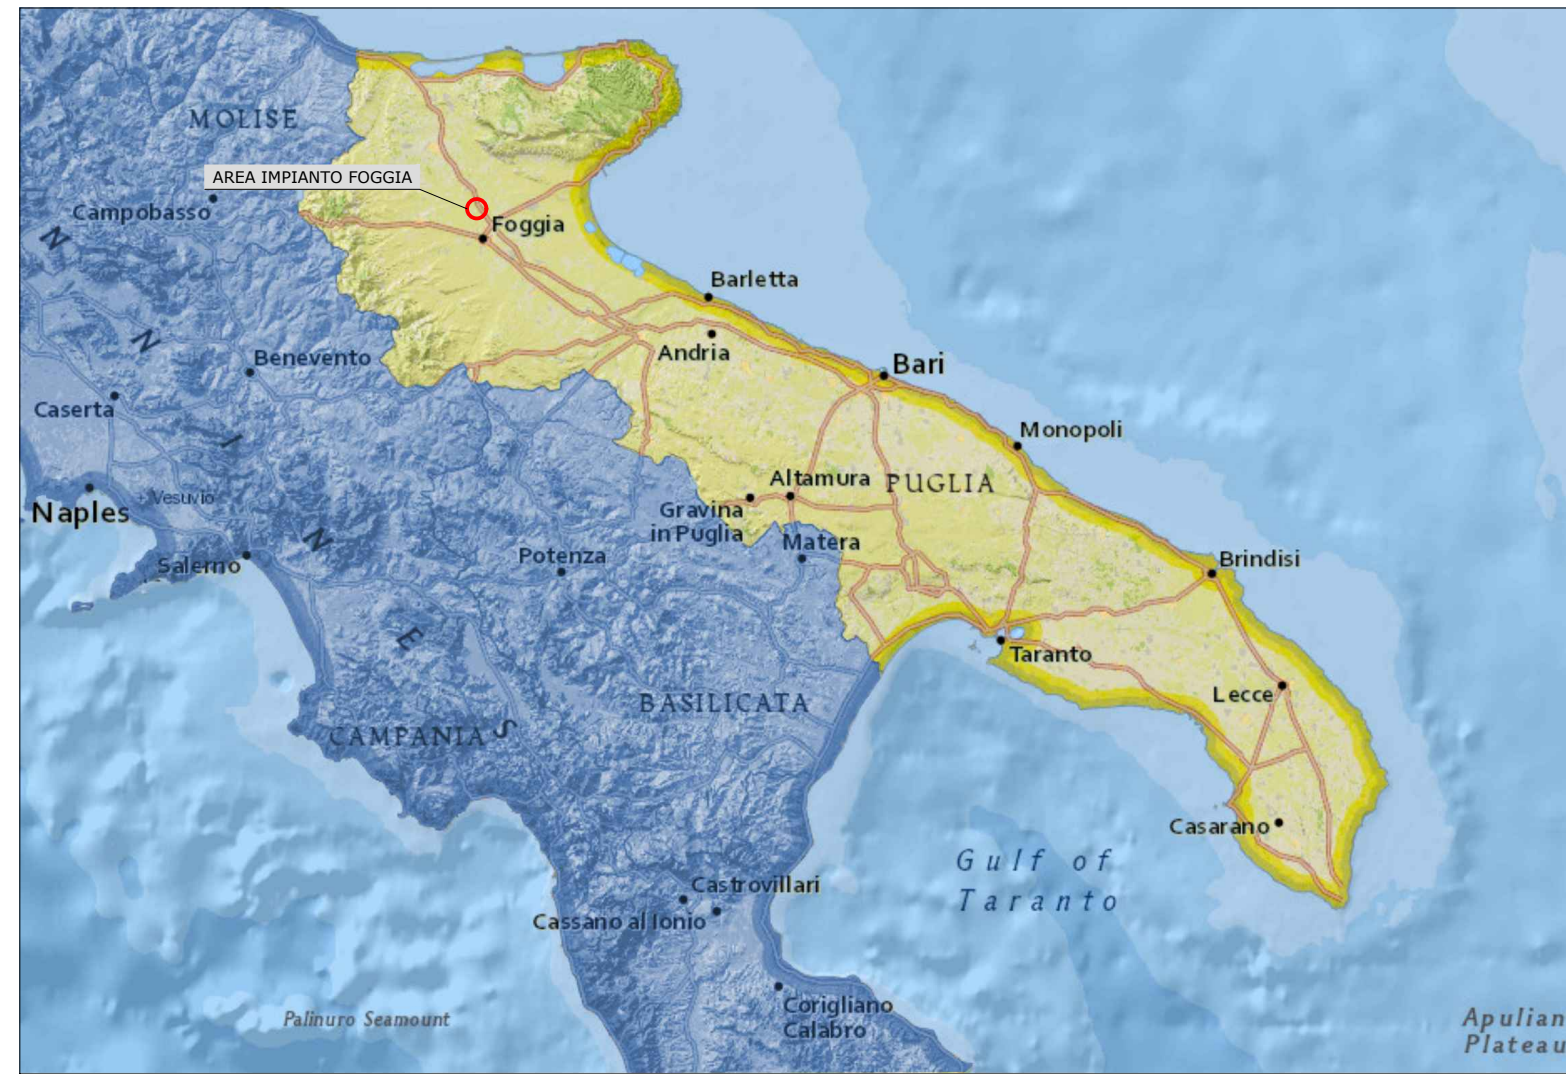 MOLISE
AREA IMPIANTO FOGGIA
Campobasso
Foggia
Barletta
Andria
Benevento
Bari
Caserta
Monopoli
Altamura
PUGLIA
Vesuvio
Naples
Gravina
in Puglia
Matera
Salerno
Potenza
Brindisi
N N I N E S
Taranto
Lecce
BASILICATA
CAMPANIA
Casarano
Gulf of
Taranto
Castrovillari
Cassano al Ionio
Corigliano
Calabro
Palinuro Seamount
Apulian
Plateau